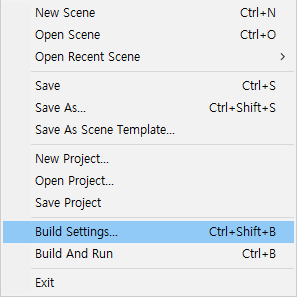 New Scene Ctrl+N
Open Scene Ctrl+O
Open Recent Scene
Save Ctrl+S
Save As... Ctrl+Shift+S
Save As Scene Template...
New Project...
Open Project...
Save Project
Build Settings... Ctrl+Shift+B
Build And Run Ctrl+B
Exit